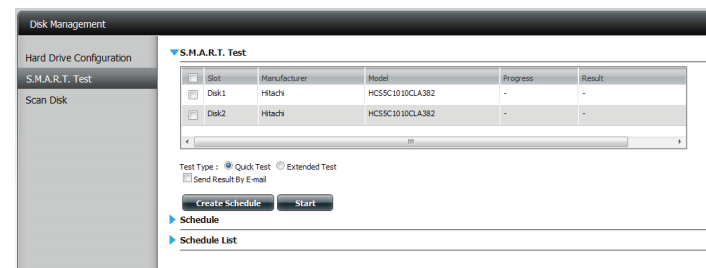 Disk Management
Hard Drive Configuration
S.M.A.R.T. Test
Scan Disk
S.M.A.R.T. Test
Slot Manufacturer Model Progress Result
Disk1 Hitachi HCS5C1010CLA382 - -
Disk2 Hitachi HCS5C1010CLA382 - -
Test Type : Quick Test Extended Test
Send Result By E-mail
Create Schedule Start
Schedule
Schedule List